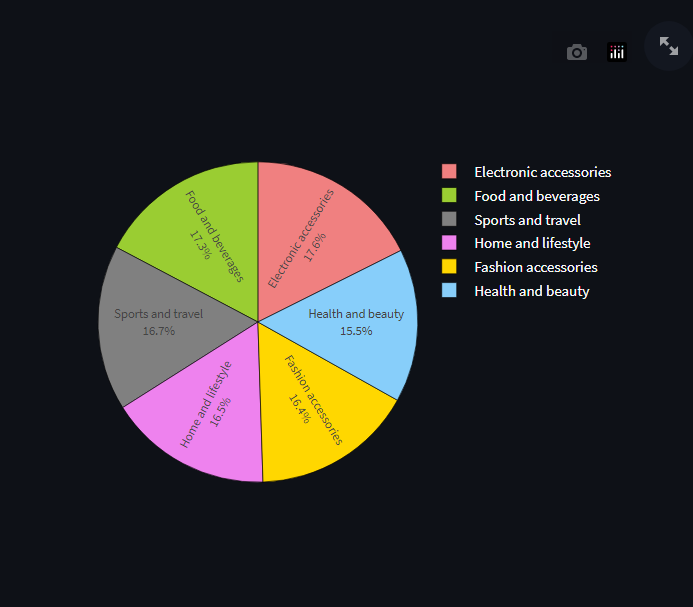 Food and beverages
17.3%
Electronic accessories
17.6%
Sports and travel
16.7%
Health and beauty
15.5%
Home and lifestyle
16.5%
Fashion accessories
16.4%
Electronic accessories
Food and beverages
Sports and travel
Home and lifestyle
Fashion accessories
Health and beauty